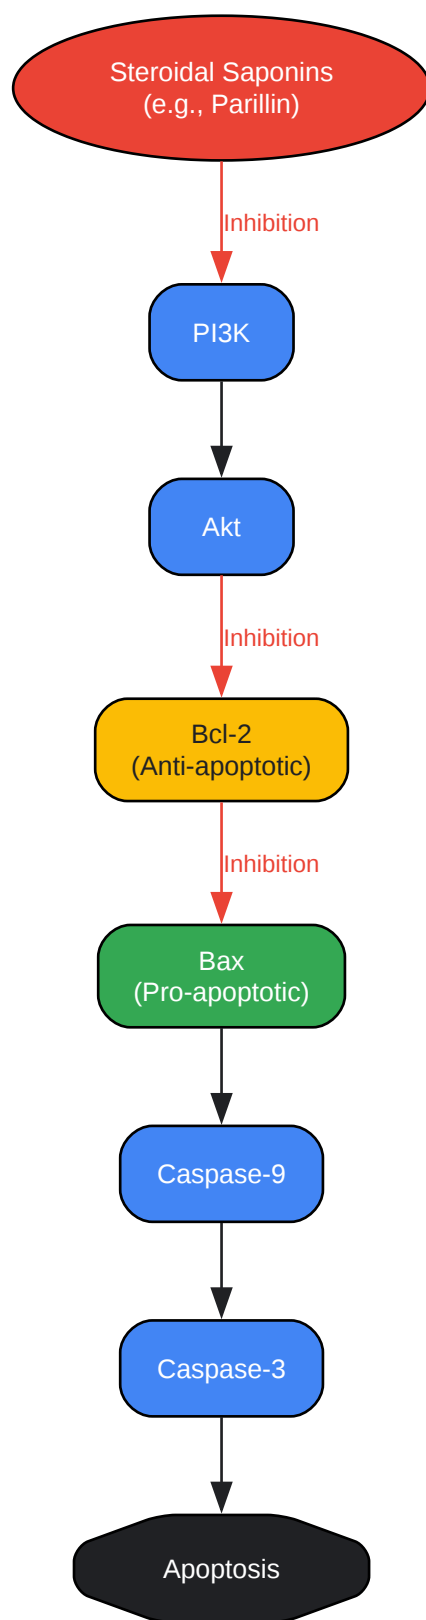 Steroidal Saponins
(e.g., Parillin)
Inhibition
PI3K
Akt
Inhibition
Bcl-2
(Anti-apoptotic)
Inhibition
Bax
(Pro-apoptotic)
Caspase-9
Caspase-3
Apoptosis